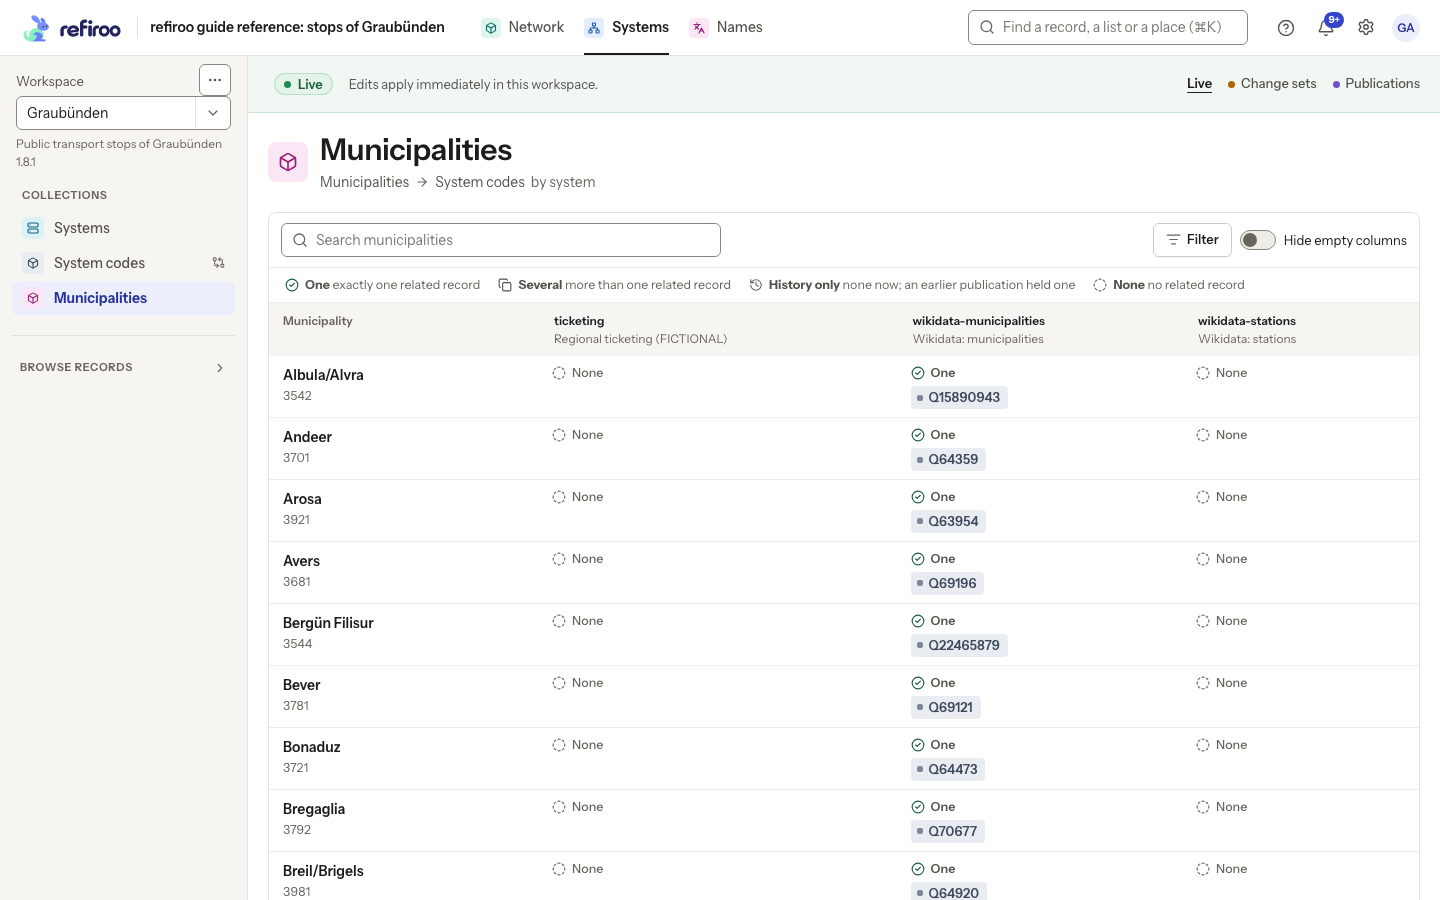 refiroo
refiroo guide reference: stops of Graubünden
Network
Systems
Names
Find a record, a list or a place (⌘K)
9+
GA
Workspace
Graubünden
Public transport stops of Graubünden
1.8.1
COLLECTIONS
Systems
System codes
Municipalities
BROWSE RECORDS
Live
Edits apply immediately in this workspace.
Live
Change sets
Publications
Municipalities
Municipalities → System codes by system
Search municipalities
Filter
Hide empty columns
One exactly one related record
Several more than one related record
History only none now; an earlier publication held one
None no related record
Municipality
ticketing
Regional ticketing (FICTIONAL)
wikidata-municipalities
Wikidata: municipalities
wikidata-stations
Wikidata: stations
Albula/Alvra
3542
None
One
Q15890943
None
Andeer
3701
None
One
Q64359
None
Arosa
3921
None
One
Q63954
None
Avers
3681
None
One
Q69196
None
Bergün Filisur
3544
None
One
Q22465879
None
Bever
3781
None
One
Q69121
None
Bonaduz
3721
None
One
Q64473
None
Bregaglia
3792
None
One
Q70677
None
Breil/Brigels
3981
None
One
Q64920
None